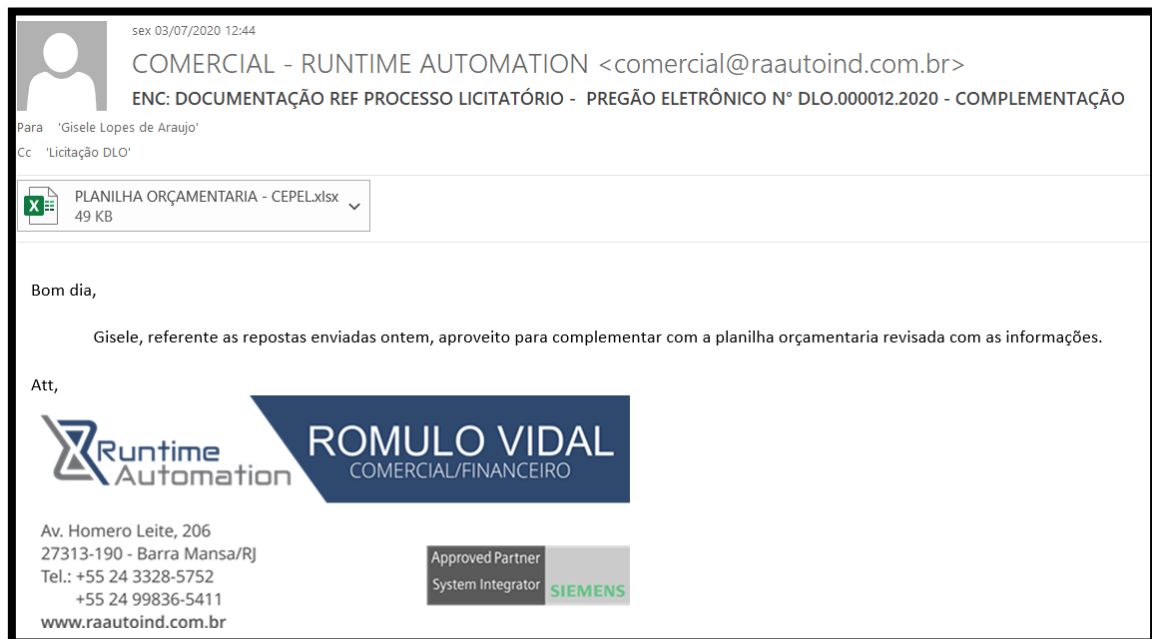 sex 03/07/2020 12:44
COMERCIAL - RUNTIME AUTOMATION <comercial@raautoind.com.br>
ENC: DOCUMENTAÇÃO REF PROCESSO LICITATÓRIO - PREGÃO ELETRÔNICO N° DLO.000012.2020 - COMPLEMENTAÇÃO
Para 'Gisele Lopes de Araujo'
Cc 'Licitação DLO'
PLANILHA ORÇAMENTARIA - CEPEL.xlsx
49 KB
Bom dia,
Gisele, referente as repostas enviadas ontem, aproveito para complementar com a planilha orçamentaria revisada com as informações.
Att,
Runtime
Automation
ROMULO VIDAL
COMERCIAL/FINANCEIRO
Av. Homero Leite, 206
27313-190 - Barra Mansa/RJ
Tel.: +55 24 3328-5752
+55 24 99836-5411
www.raautoind.com.br
Approved Partner
System Integrator
SIEMENS